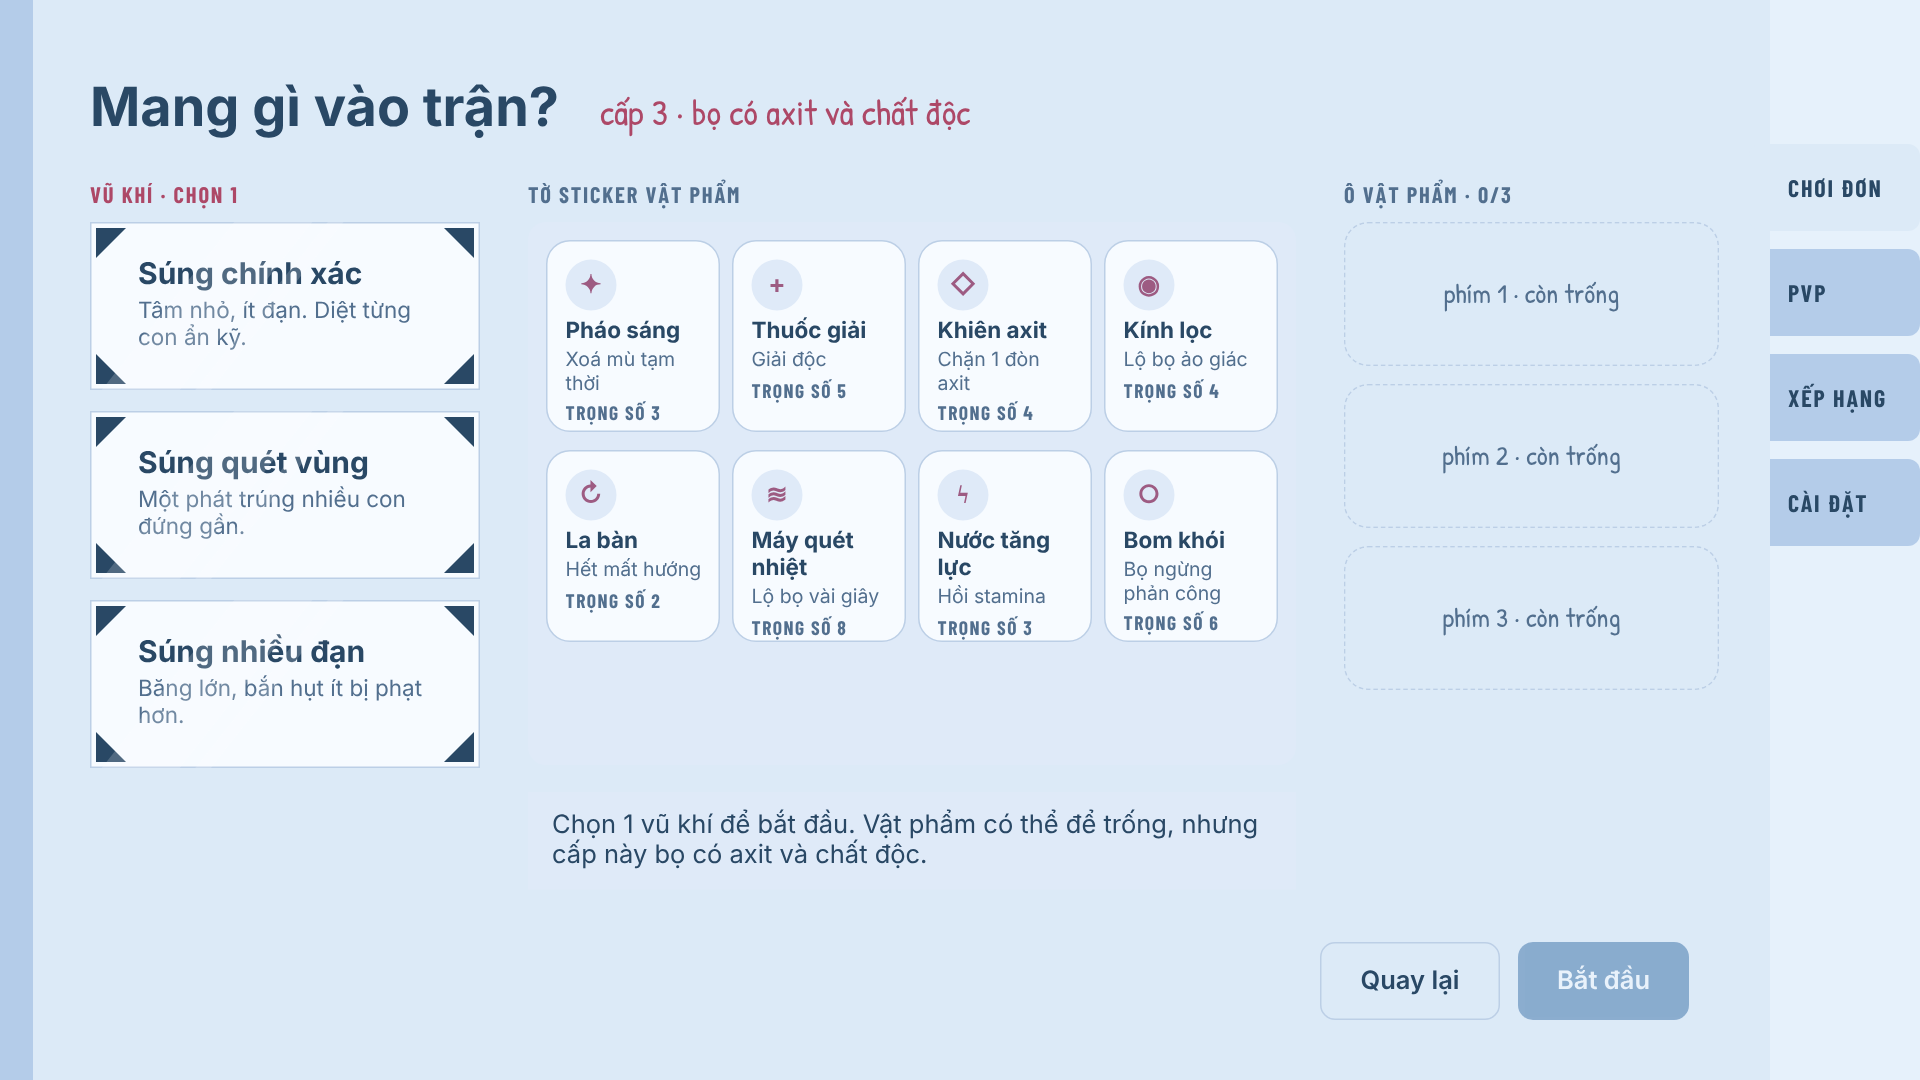 Mang gì vào trận?
cấp 3 · bọ có axit và chất độc
VŨ KHÍ · CHỌN 1
Súng chính xác
Tâm nhỏ, ít đạn. Diệt từng
con ẩn kỹ.
Súng quét vùng
Một phát trúng nhiều con
đứng gần.
Súng nhiều đạn
Băng lớn, bắn hụt ít bị phạt
hơn.
TỜ STICKER VẬT PHẨM
Pháo sáng
Xoá mù tạm
thời
TRỌNG SỐ 3
Thuốc giải
Giải độc
TRỌNG SỐ 5
Khiên axit
Chặn 1 đòn
axit
TRỌNG SỐ 4
Kính lọc
Lộ bọ ảo giác
TRỌNG SỐ 4
La bàn
Hết mất hướng
TRỌNG SỐ 2
Máy quét
nhiệt
Lộ bọ vài giây
TRỌNG SỐ 8
Nước tăng
lực
Hồi stamina
TRỌNG SỐ 3
Bom khói
Bọ ngừng
phản công
TRỌNG SỐ 6
Chọn 1 vũ khí để bắt đầu. Vật phẩm có thể để trống, nhưng
cấp này bọ có axit và chất độc.
Ô VẬT PHẨM · 0/3
phím 1 · còn trống
phím 2 · còn trống
phím 3 · còn trống
Quay lại
Bắt đầu
CHƠI ĐƠN
PVP
XẾP HẠNG
CÀI ĐẶT